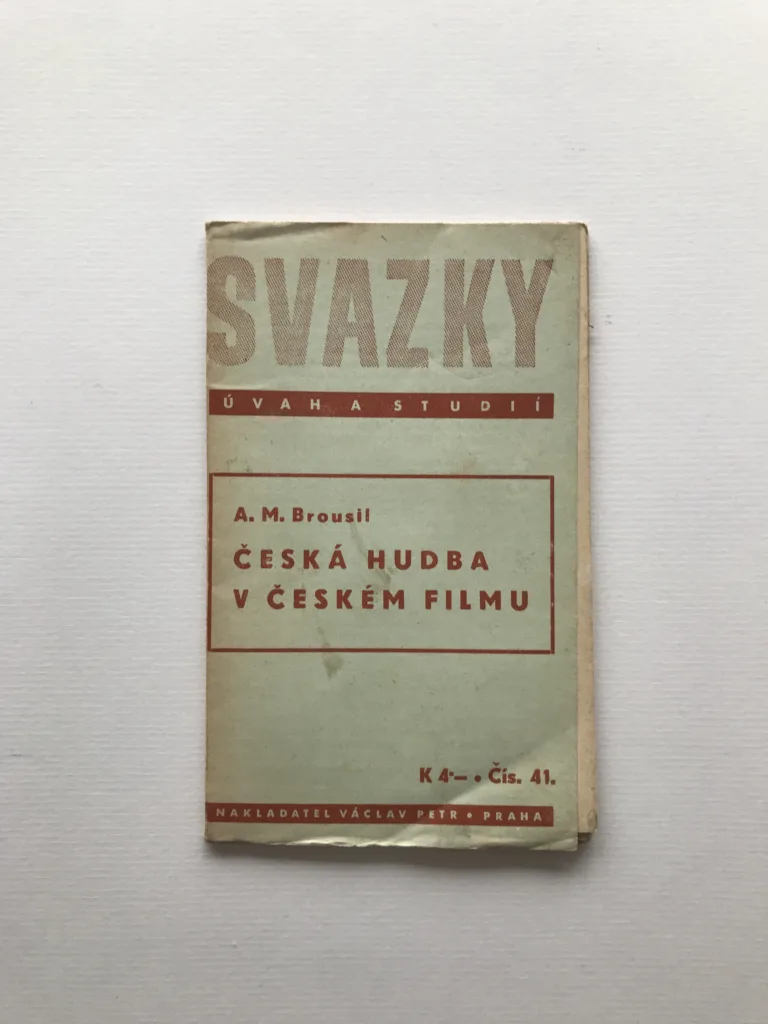 SVAZKY
ÚVAH A STUDIÍ
A. M. Brousil
ČESKÁ HUDBA
V ČESKÉM FILMU
K 4·— • Čís. 41.
NAKLADATEL VÁCLAV PETR • PRAHA